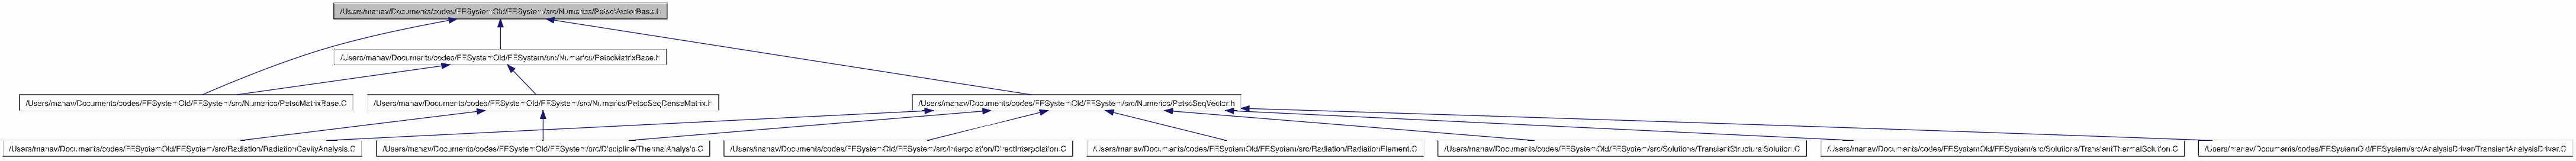 /Users/manav/Documents/codes/FESystemOld/FESystem/src/Numerics/PetscVectorBase.h
/Users/manav/Documents/codes/FESystemOld/FESystem/src/Numerics/PetscMatrixBase.h
/Users/manav/Documents/codes/FESystemOld/FESystem/src/Numerics/PetscMatrixBase.C
/Users/manav/Documents/codes/FESystemOld/FESystem/src/Numerics/PetscSeqDenseMatrix.h
/Users/manav/Documents/codes/FESystemOld/FESystem/src/Numerics/PetscSeqVector.h
/Users/manav/Documents/codes/FESystemOld/FESystem/src/Radiation/RadiationCavityAnalysis.C
/Users/manav/Documents/codes/FESystemOld/FESystem/src/Discipline/ThermalAnalysis.C
/Users/manav/Documents/codes/FESystemOld/FESystem/src/Interpolation/DirectInterpolation.C
/Users/manav/Documents/codes/FESystemOld/FESystem/src/Radiation/RadiationElement.C
/Users/manav/Documents/codes/FESystemOld/FESystem/src/Solutions/TransientStructuralSolution.C
/Users/manav/Documents/codes/FESystemOld/FESystem/src/Solutions/TransientThermalSolution.C
/Users/manav/Documents/codes/FESystemOld/FESystem/src/AnalysisDriver/TransientAnalysisDriver.C